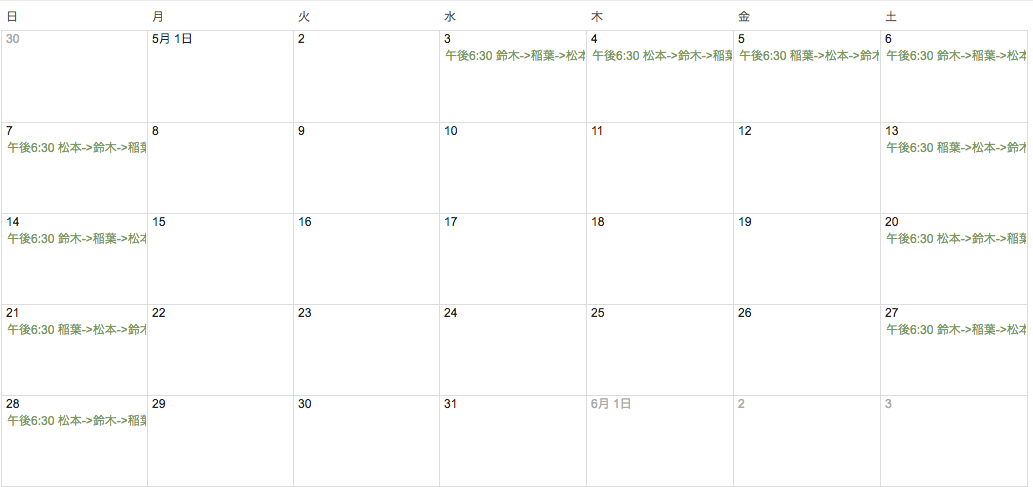 日
月
火
水
木
金
土
30
5月 1日
2
3
午後6:30 鈴木->稲葉->松本
4
午後6:30 松本->鈴木->稲葉
5
午後6:30 稲葉->松本->鈴木
6
午後6:30 鈴木->稲葉->松本
7
午後6:30 松本->鈴木->稲葉
8
9
10
11
12
13
午後6:30 稲葉->松本->鈴木
14
午後6:30 鈴木->稲葉->松本
15
16
17
18
19
20
午後6:30 松本->鈴木->稲葉
21
午後6:30 稲葉->松本->鈴木
22
23
24
25
26
27
午後6:30 鈴木->稲葉->松本
28
午後6:30 松本->鈴木->稲葉
29
30
31
6月 1日
2
3